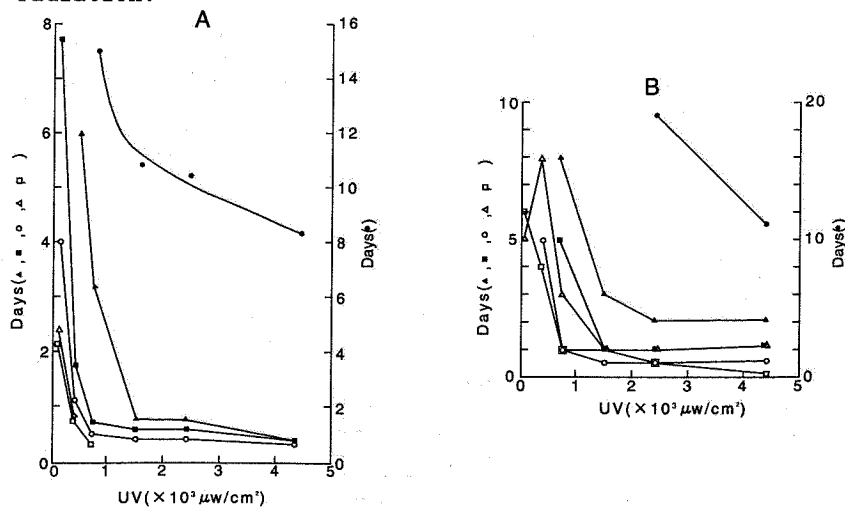 A
8
6
4
2
0
16
14
12
10
8
6
4
2
0
Days(▲, ■ ,○ ,△ □ )
Days(●)
0 1 2 3 4 5
UV(×10³ μw/cm²)
B
10
5
0
20
10
0
Days(▲, ■ ,○ ,△ □ )
Days(●)
0 1 2 3 4 5
UV(×10³ μw/cm²)